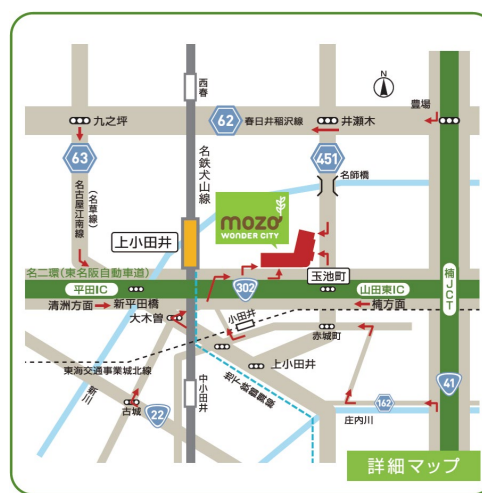 N
西春
豊場
九之坪
62
春日井稲沢線
井瀬木
63
名鉄犬山線
451
名古屋江南線
(名草線)
名師橋
mozo
WONDER CITY
上小田井
名二環(東名阪自動車道)
玉池町
楠JCT
平田IC
302
山田東IC
清洲方面
新平田橋
楠方面
大木曽
小田井
赤城町
東海交通事業城北線
上小田井
新川
中小田井
地下鉄鶴舞線
41
古城
22
162
庄内川
詳細マップ